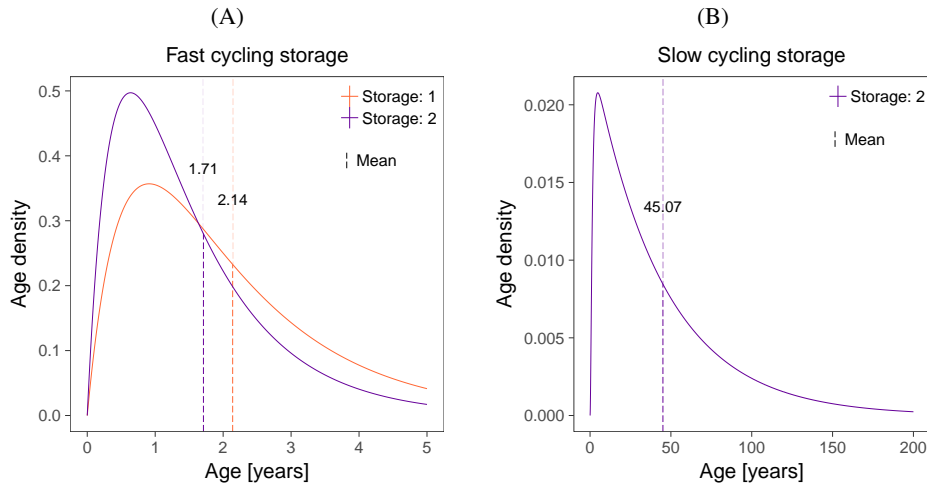 (A)
Fast cycling storage
Age density
0.5
0.4
0.3
0.2
0.1
0.0
Storage: 1
Storage: 2
Mean
1.71
2.14
0 1 2 3 4 5
Age [years]
(B)
Slow cycling storage
Age density
0.020
0.015
0.010
0.005
0.000
Storage: 2
Mean
45.07
0 50 100 150 200
Age [years]